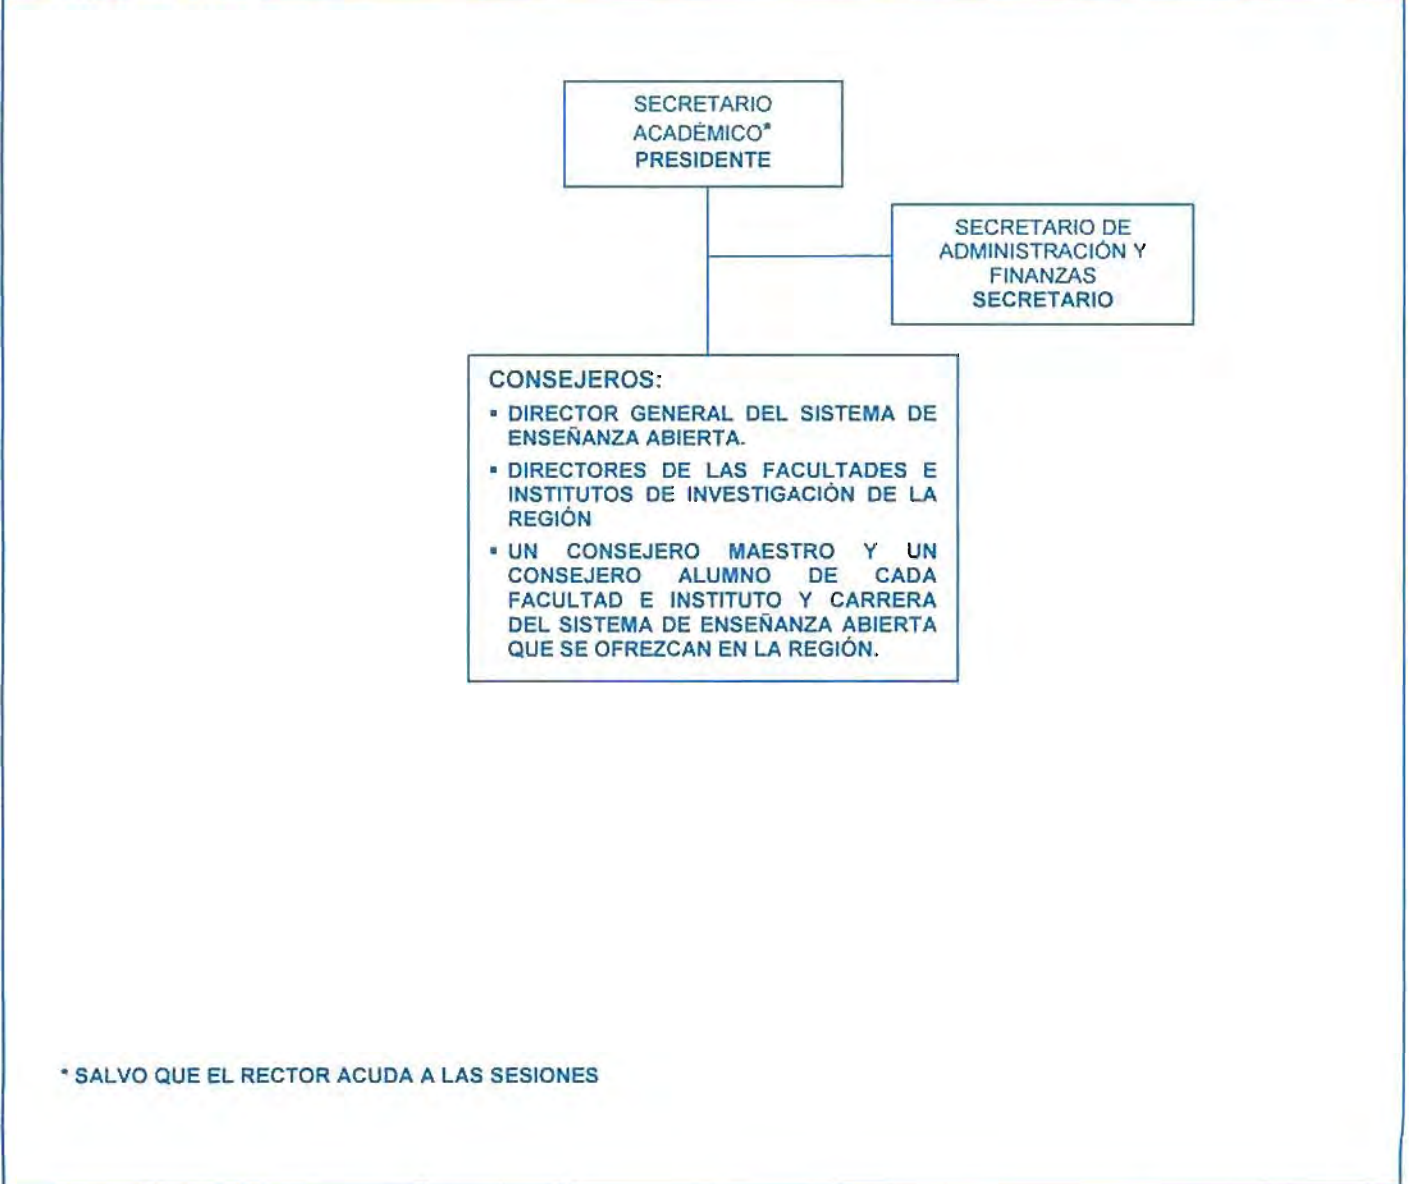 SECRETARIO
ACADÉMICO*
PRESIDENTE
SECRETARIO DE
ADMINISTRACIÓN Y
FINANZAS
SECRETARIO
CONSEJEROS:
▪ DIRECTOR GENERAL DEL SISTEMA DE
ENSEÑANZA ABIERTA.
▪ DIRECTORES DE LAS FACULTADES E
INSTITUTOS DE INVESTIGACIÓN DE LA
REGIÓN
▪ UN CONSEJERO MAESTRO Y UN
CONSEJERO ALUMNO DE CADA
FACULTAD E INSTITUTO Y CARRERA
DEL SISTEMA DE ENSEÑANZA ABIERTA
QUE SE OFREZCAN EN LA REGIÓN.
* SALVO QUE EL RECTOR ACUDA A LAS SESIONES